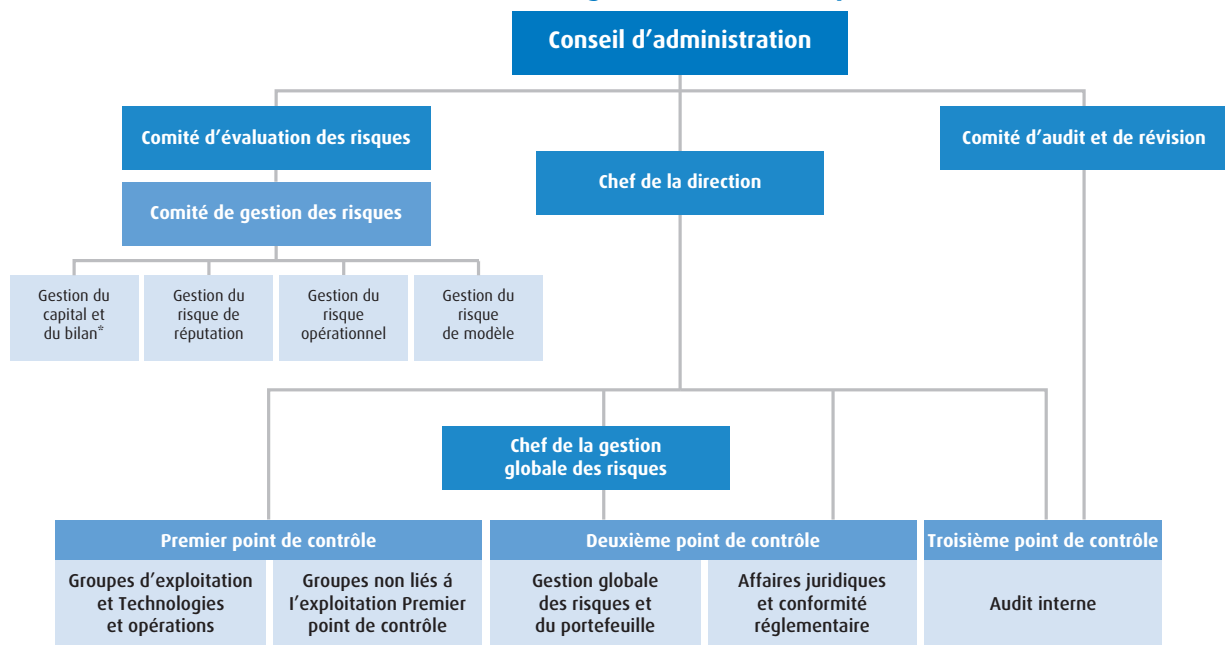 Conseil d'administration
Comité d'évaluation des risques
Comité d'audit et de révision
Chef de la direction
Comité de gestion des risques
Gestion du
capital et
du bilan*
Gestion du
risque de
réputation
Gestion du
risque
opérationnel
Gestion du
risque
de modèle
Chef de la gestion
globale des risques
Premier point de contrôle
Deuxième point de contrôle
Troisième point de contrôle
Groupes d'exploitation
et Technologies
et opérations
Groupes non liés á
l'exploitation Premier
point de contrôle
Gestion globale
des risques et
du portefeuille
Affaires juridiques
et conformité
réglementaire
Audit interne